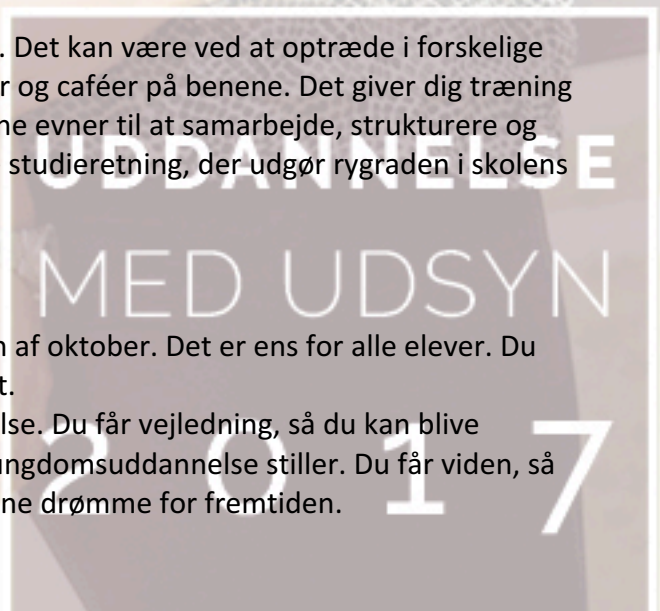 . Det kan være ved at optræde i forskelige
r og caféer på benene. Det giver dig træning
ne evner til at samarbejde, strukturere og
studieretning, der udgør rygraden i skolens
UDDANNELSE
MED UDSYN
n af oktober. Det er ens for alle elever. Du
t.
lse. Du får vejledning, så du kan blive
ungdomsuddannelse stiller. Du får viden, så
ne drømme for fremtiden.
2017